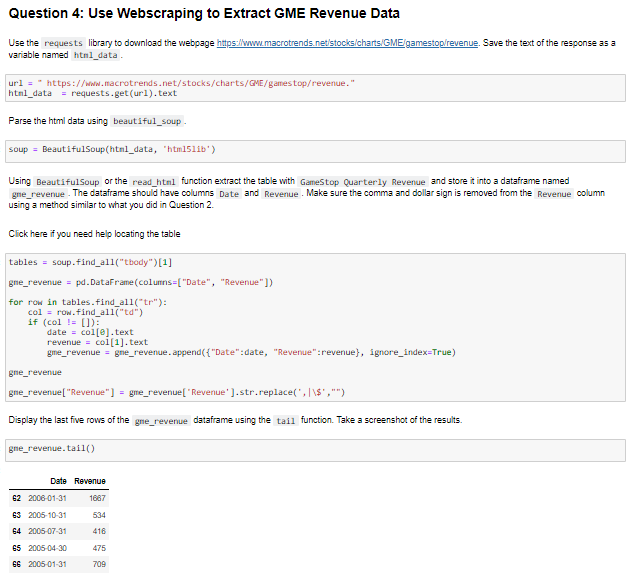 Question 4: Use Webscraping to Extract GME Revenue Data
Use the requests library to download the webpage https://www.macrotrends.net/stocks/charts/GME/gamestop/revenue. Save the text of the response as a
variable named html_data .
url = " https://www.macrotrends.net/stocks/charts/GME/gamestop/revenue."
html_data  = requests.get(url).text
Parse the html data using beautiful_soup .
soup = BeautifulSoup(html_data, 'html5lib')
Using BeautifulSoup or the read_html function extract the table with GameStop Quarterly Revenue and store it into a dataframe named
gme_revenue . The dataframe should have columns Date and Revenue . Make sure the comma and dollar sign is removed from the Revenue column
using a method similar to what you did in Question 2.
Click here if you need help locating the table
tables = soup.find_all("tbody")[1]
gme_revenue = pd.DataFrame(columns=["Date", "Revenue"])
for row in tables.find_all("tr"):
    col = row.find_all("td")
    if (col != []):
        date = col[0].text
        revenue = col[1].text
        gme_revenue = gme_revenue.append({"Date":date, "Revenue":revenue}, ignore_index=True)
gme_revenue
gme_revenue["Revenue"] = gme_revenue['Revenue'].str.replace(',|\$',"")
Display the last five rows of the gme_revenue dataframe using the tail function. Take a screenshot of the results.
gme_revenue.tail()
Date Revenue
62 2006-01-31 1667
63 2005-10-31 534
64 2005-07-31 416
65 2005-04-30 475
66 2005-01-31 709